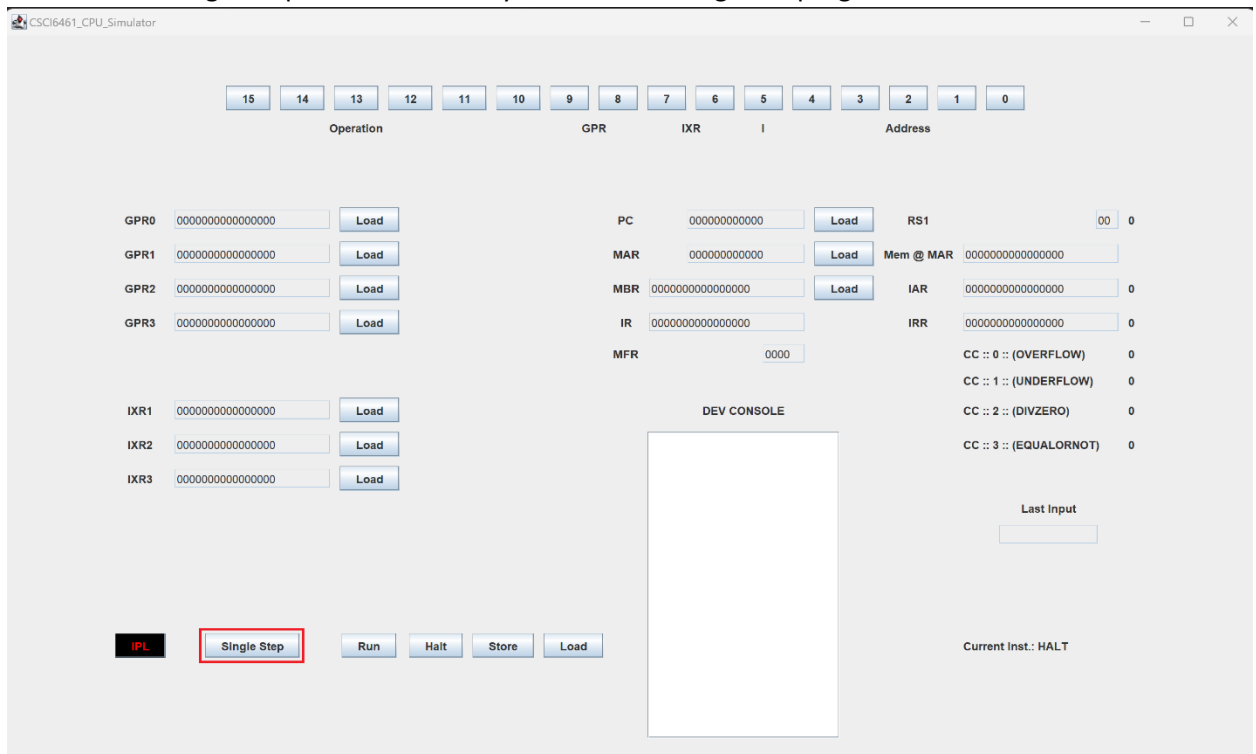 CSCI6461_CPU_Simulator
15 14 13 12 11 10 9 8 7 6 5 4 3 2 1 0
Operation GPR IXR I Address
GPR0 0000000000000000 Load PC 000000000000 Load RS1 00 0
GPR1 0000000000000000 Load MAR 000000000000 Load Mem @ MAR 0000000000000000
GPR2 0000000000000000 Load MBR 0000000000000000 Load IAR 0000000000000000 0
GPR3 0000000000000000 Load IR 0000000000000000 IRR 0000000000000000 0
MFR 0000 CC :: 0 :: (OVERFLOW) 0
CC :: 1 :: (UNDERFLOW) 0
IXR1 0000000000000000 Load DEV CONSOLE CC :: 2 :: (DIVZERO) 0
IXR2 0000000000000000 Load CC :: 3 :: (EQUALORNOT) 0
IXR3 0000000000000000 Load
Last Input
IPL Single Step Run Halt Store Load Current Inst.: HALT